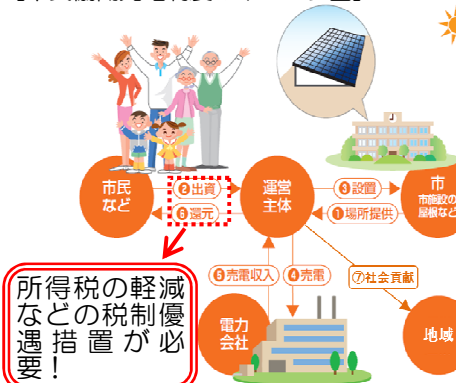 市民
など
❷出資
❻還元
運営
主体
❸設置
❶場所提供
市
市施設の
屋根など
❺売電収入
❹売電
⑦社会貢献
電力
会社
地域
所得税の軽減
などの税制優
遇措置が必
要！